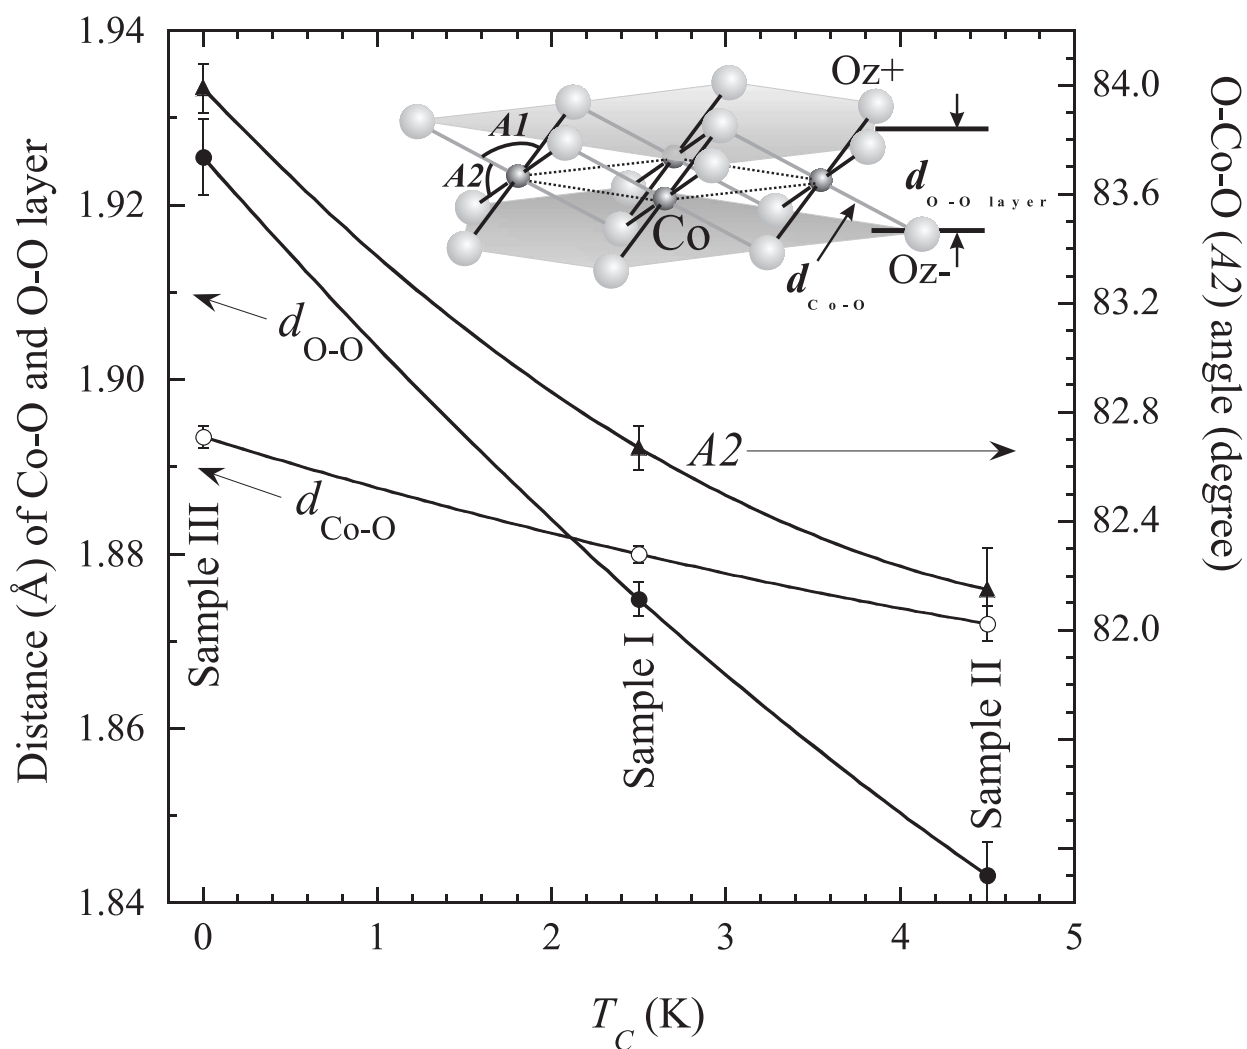 Distance (Å) of Co-O and O-O layer
1.94
1.92
1.90
1.88
1.86
1.84
O-Co-O (A2) angle (degree)
84.0
83.6
83.2
82.8
82.4
82.0
Oz+
A1
A2
d O-O layer
Co
Oz-
d Co-O
d O-O
A2
d Co-O
Sample III
Sample I
Sample II
0 1 2 3 4 5
T C (K)